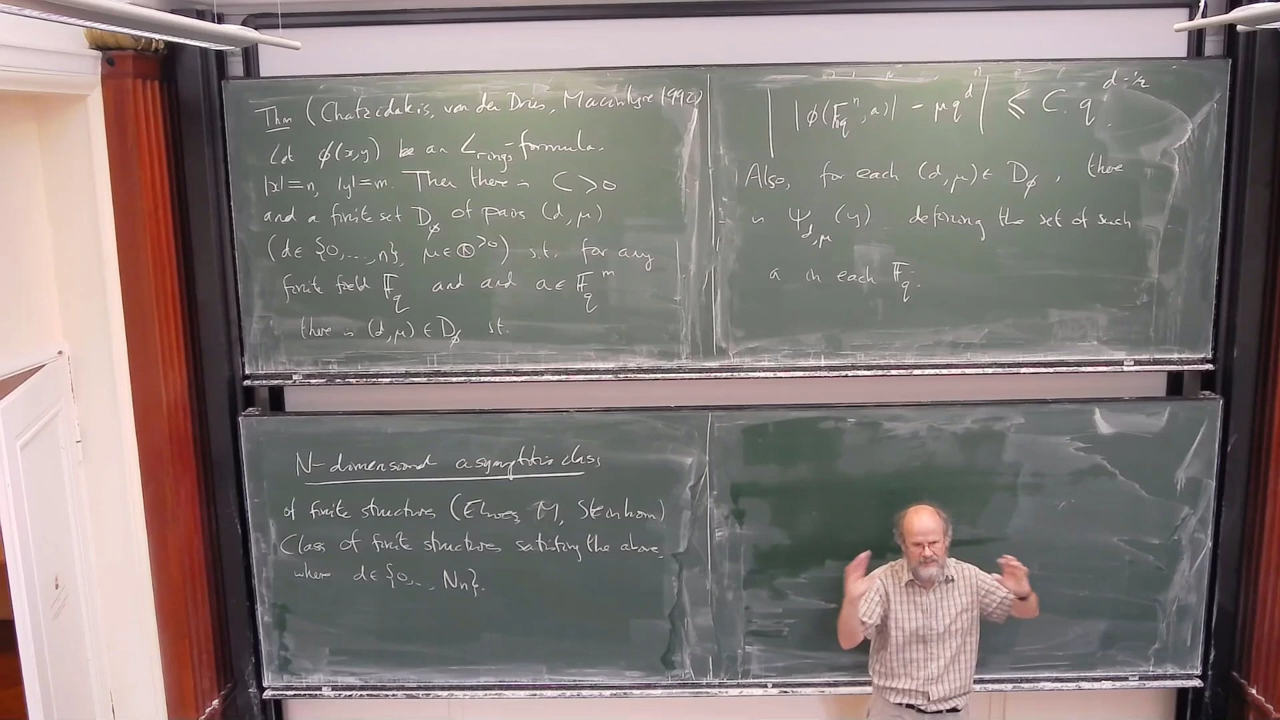 Thm (Chatzidakis, van den Dries, Macintyre 1992)
Let φ(x,y) be an L_rings-formula.
|x|=n, |y|=m. Then there is C>0
and a finite set D_φ of pairs (d,μ)
(d∈{0,...,n}, μ∈ℚ^{>0}) s.t. for any
finite field 𝔽_q and and a∈𝔽_q^m
there is (d,μ)∈D_φ st.
| |φ(𝔽_q^n,a)| - μq^d | ≤ C.q^{d-1/2}.
Also, for each (d,μ)∈D_φ, there
is ψ_{d,μ}(y) defining the set of such
a in each 𝔽_q.
N-dimensional asymptotic class
of finite structures (Elwes, M, Steinhorn)
Class of finite structures satisfying the above,
where d∈{0,..., Nn}.